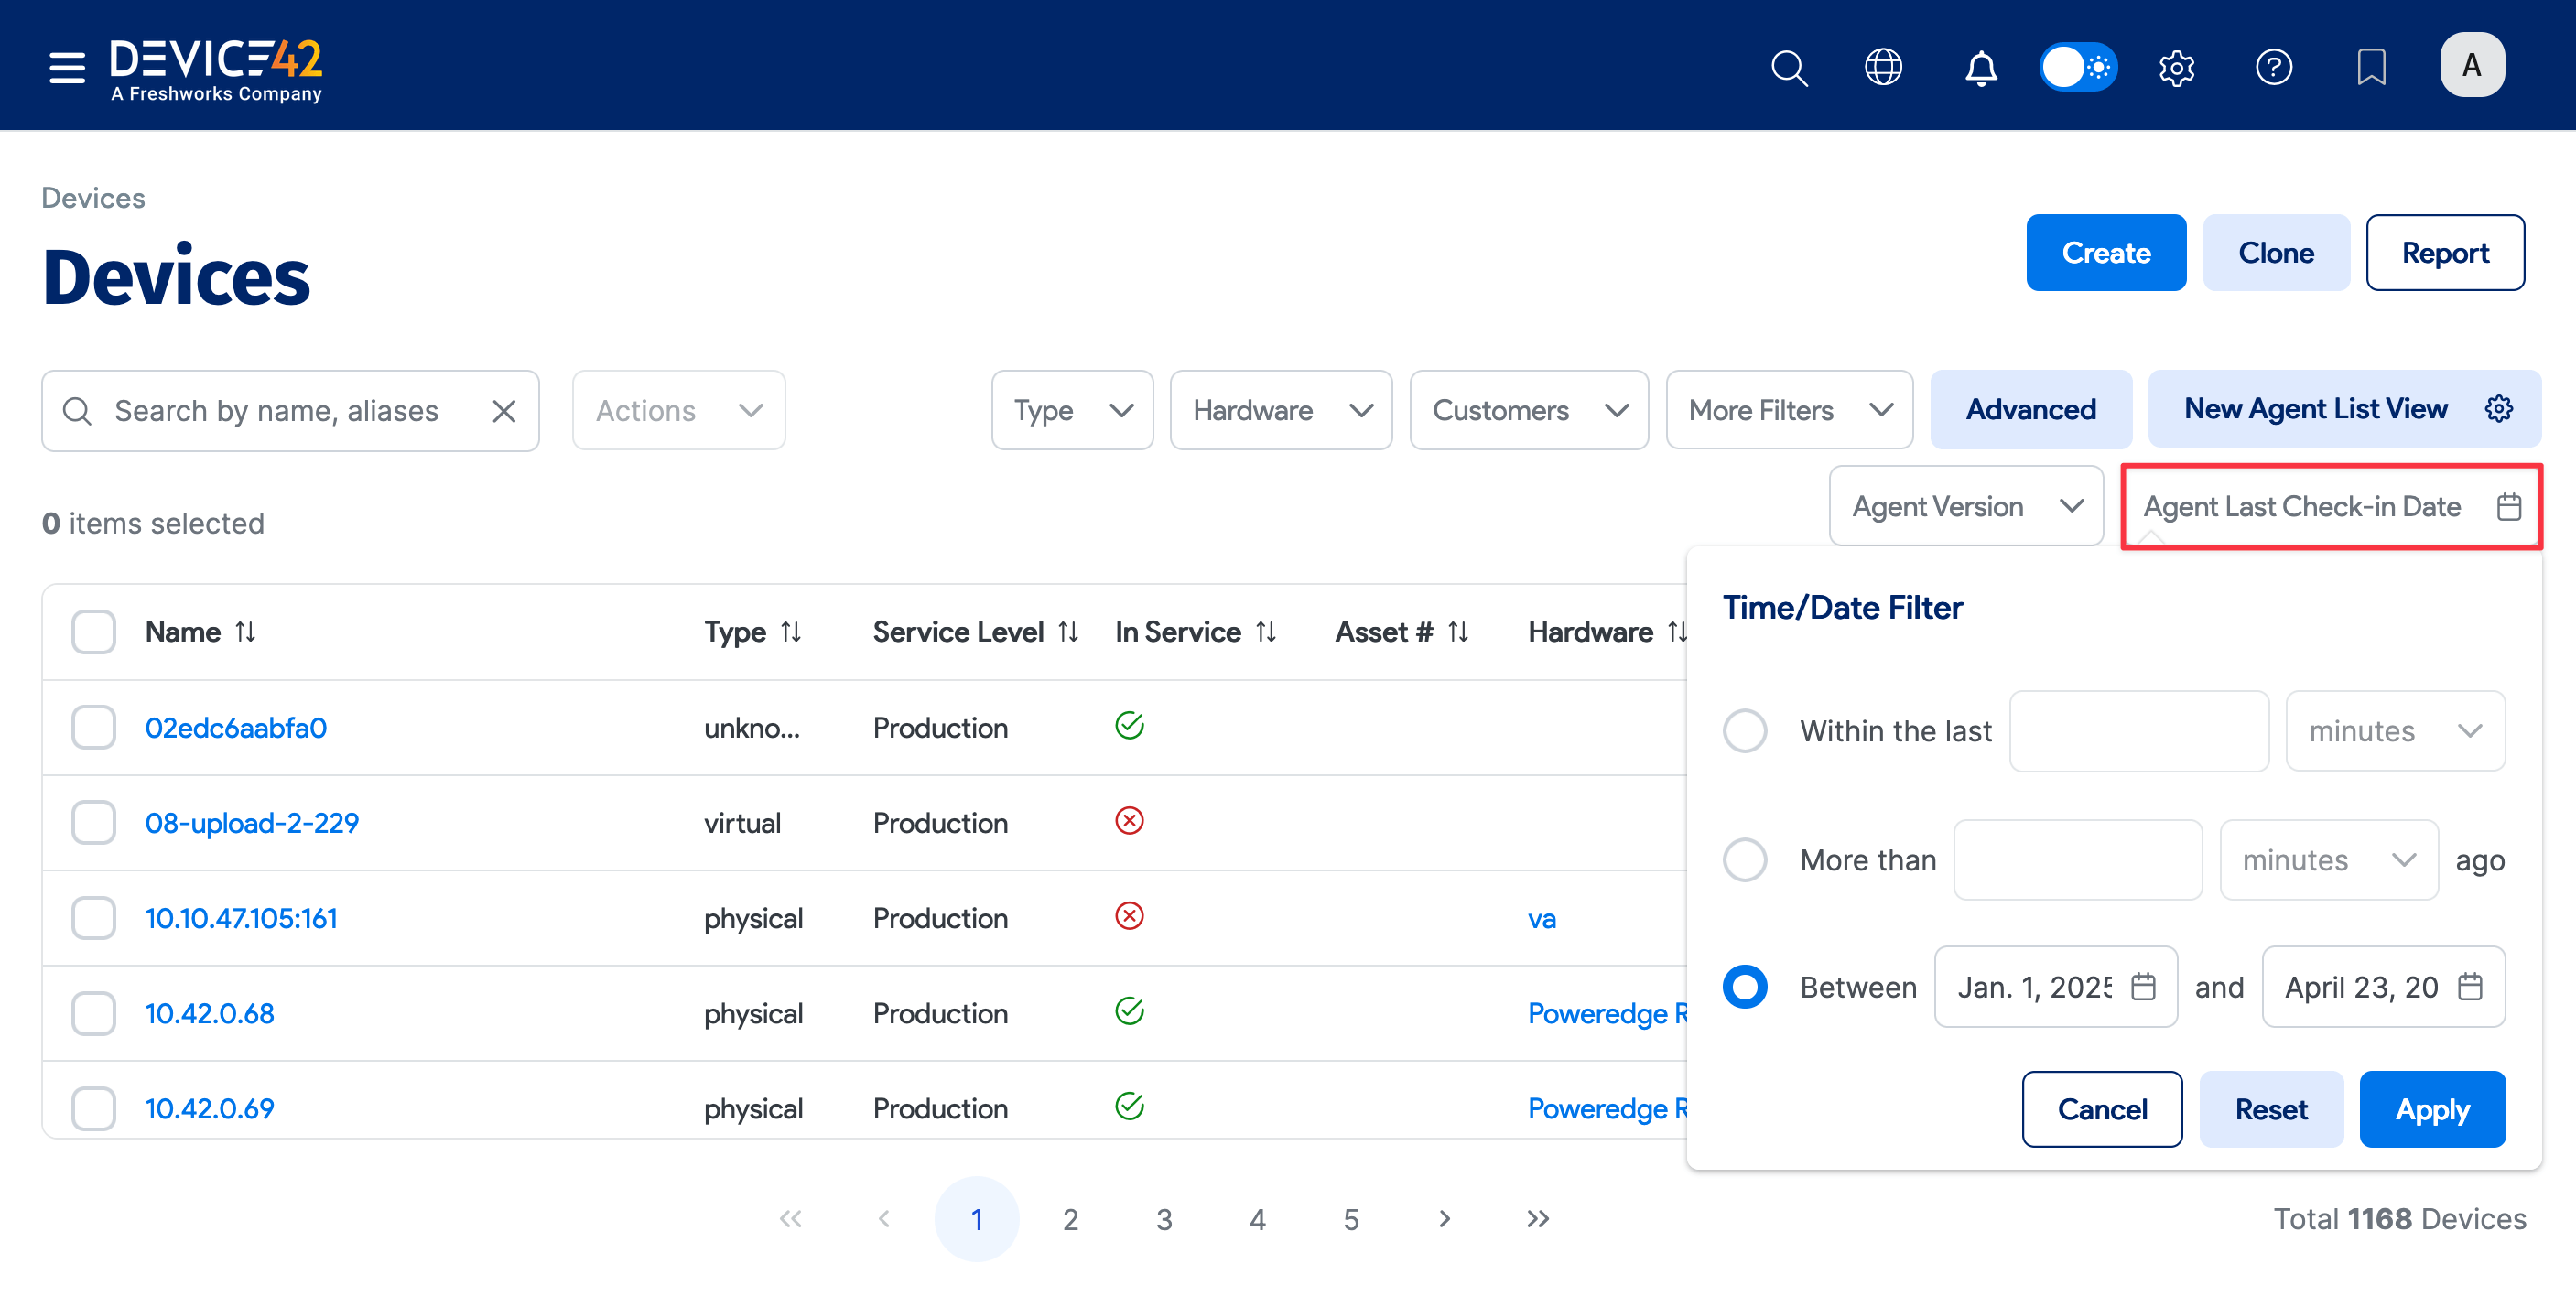 DEVICE42
A Freshworks Company
A
Devices
Devices
Create Clone Report
Search by name, aliases Actions Type Hardware Customers More Filters Advanced New Agent List View
Agent Version Agent Last Check-in Date
0 items selected
Time/Date Filter
Name Type Service Level In Service Asset # Hardware
02edc6aabfa0 unkno... Production
Within the last minutes
08-upload-2-229 virtual Production
More than minutes ago
10.10.47.105:161 physical Production va
Between Jan. 1, 2025 and April 23, 20
10.42.0.68 physical Production Poweredge R
10.42.0.69 physical Production Poweredge R
Cancel Reset Apply
1 2 3 4 5
Total 1168 Devices